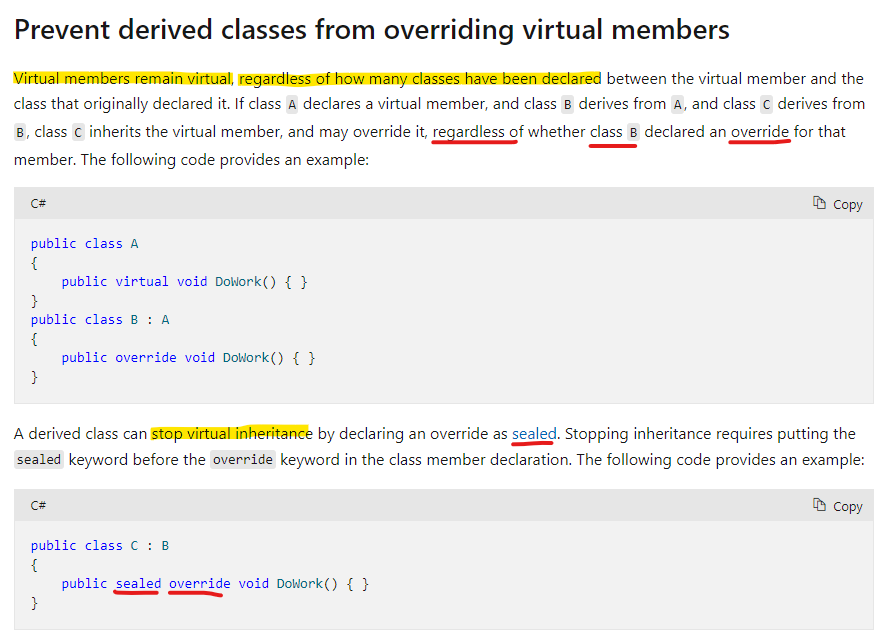 Prevent derived classes from overriding virtual members
Virtual members remain virtual, regardless of how many classes have been declared between the virtual member and the
class that originally declared it. If class A declares a virtual member, and class B derives from A, and class C derives from
B, class C inherits the virtual member, and may override it, regardless of whether class B declared an override for that
member. The following code provides an example:
C# Copy
public class A
{
    public virtual void DoWork() { }
}
public class B : A
{
    public override void DoWork() { }
}
A derived class can stop virtual inheritance by declaring an override as sealed. Stopping inheritance requires putting the
sealed keyword before the override keyword in the class member declaration. The following code provides an example:
C# Copy
public class C : B
{
    public sealed override void DoWork() { }
}